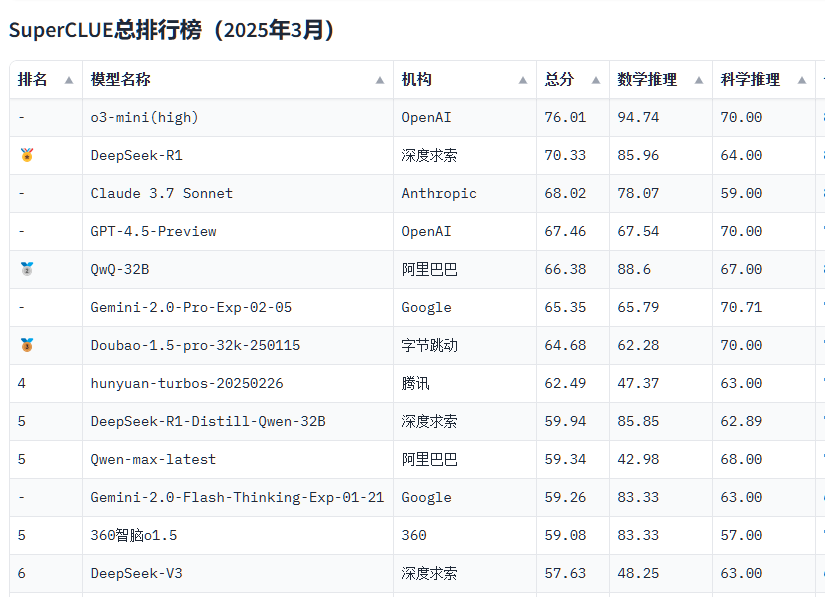 SuperCLUE总排行榜（2025年3月）
排名 模型名称 机构 总分 数学推理 科学推理
- o3-mini(high) OpenAI 76.01 94.74 70.00
DeepSeek-R1 深度求索 70.33 85.96 64.00
- Claude 3.7 Sonnet Anthropic 68.02 78.07 59.00
- GPT-4.5-Preview OpenAI 67.46 67.54 70.00
QwQ-32B 阿里巴巴 66.38 88.6 67.00
- Gemini-2.0-Pro-Exp-02-05 Google 65.35 65.79 70.71
Doubao-1.5-pro-32k-250115 字节跳动 64.68 62.28 70.00
4 hunyuan-turbos-20250226 腾讯 62.49 47.37 63.00
5 DeepSeek-R1-Distill-Qwen-32B 深度求索 59.94 85.85 62.89
5 Qwen-max-latest 阿里巴巴 59.34 42.98 68.00
- Gemini-2.0-Flash-Thinking-Exp-01-21 Google 59.26 83.33 63.00
5 360智脑o1.5 360 59.08 83.33 57.00
6 DeepSeek-V3 深度求索 57.63 48.25 63.00